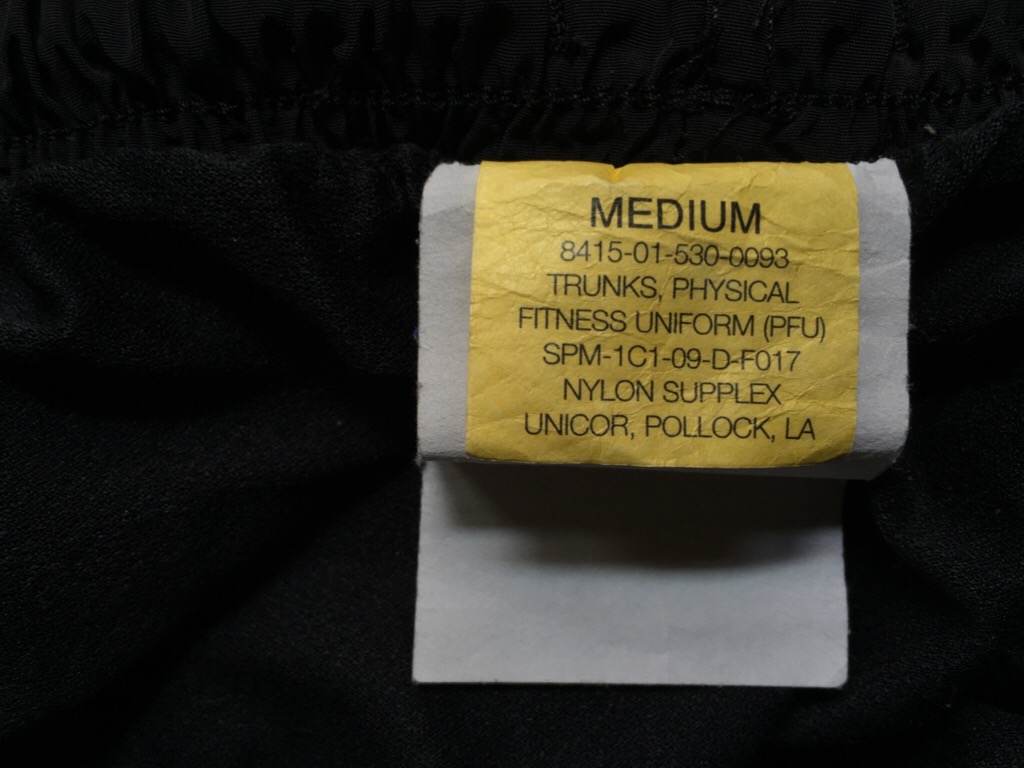 MEDIUM
8415-01-530-0093
TRUNKS, PHYSICAL
FITNESS UNIFORM (PFU)
SPM-1C1-09-D-F017
NYLON SUPPLEX
UNICOR, POLLOCK, LA